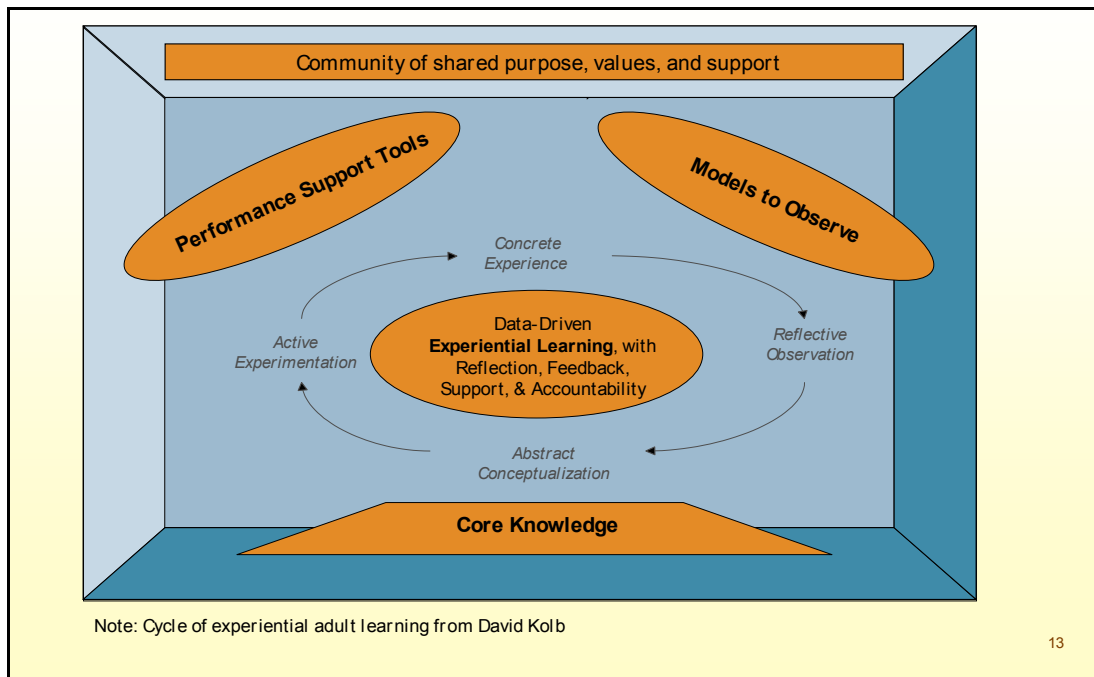 Community of shared purpose, values, and support
Performance Support Tools
Models to Observe
Concrete
Experience
Active
Experimentation
Data-Driven
Experiential Learning, with
Reflection, Feedback,
Support, & Accountability
Reflective
Observation
Abstract
Conceptualization
Core Knowledge
Note: Cycle of experiential adult learning from David Kolb
13